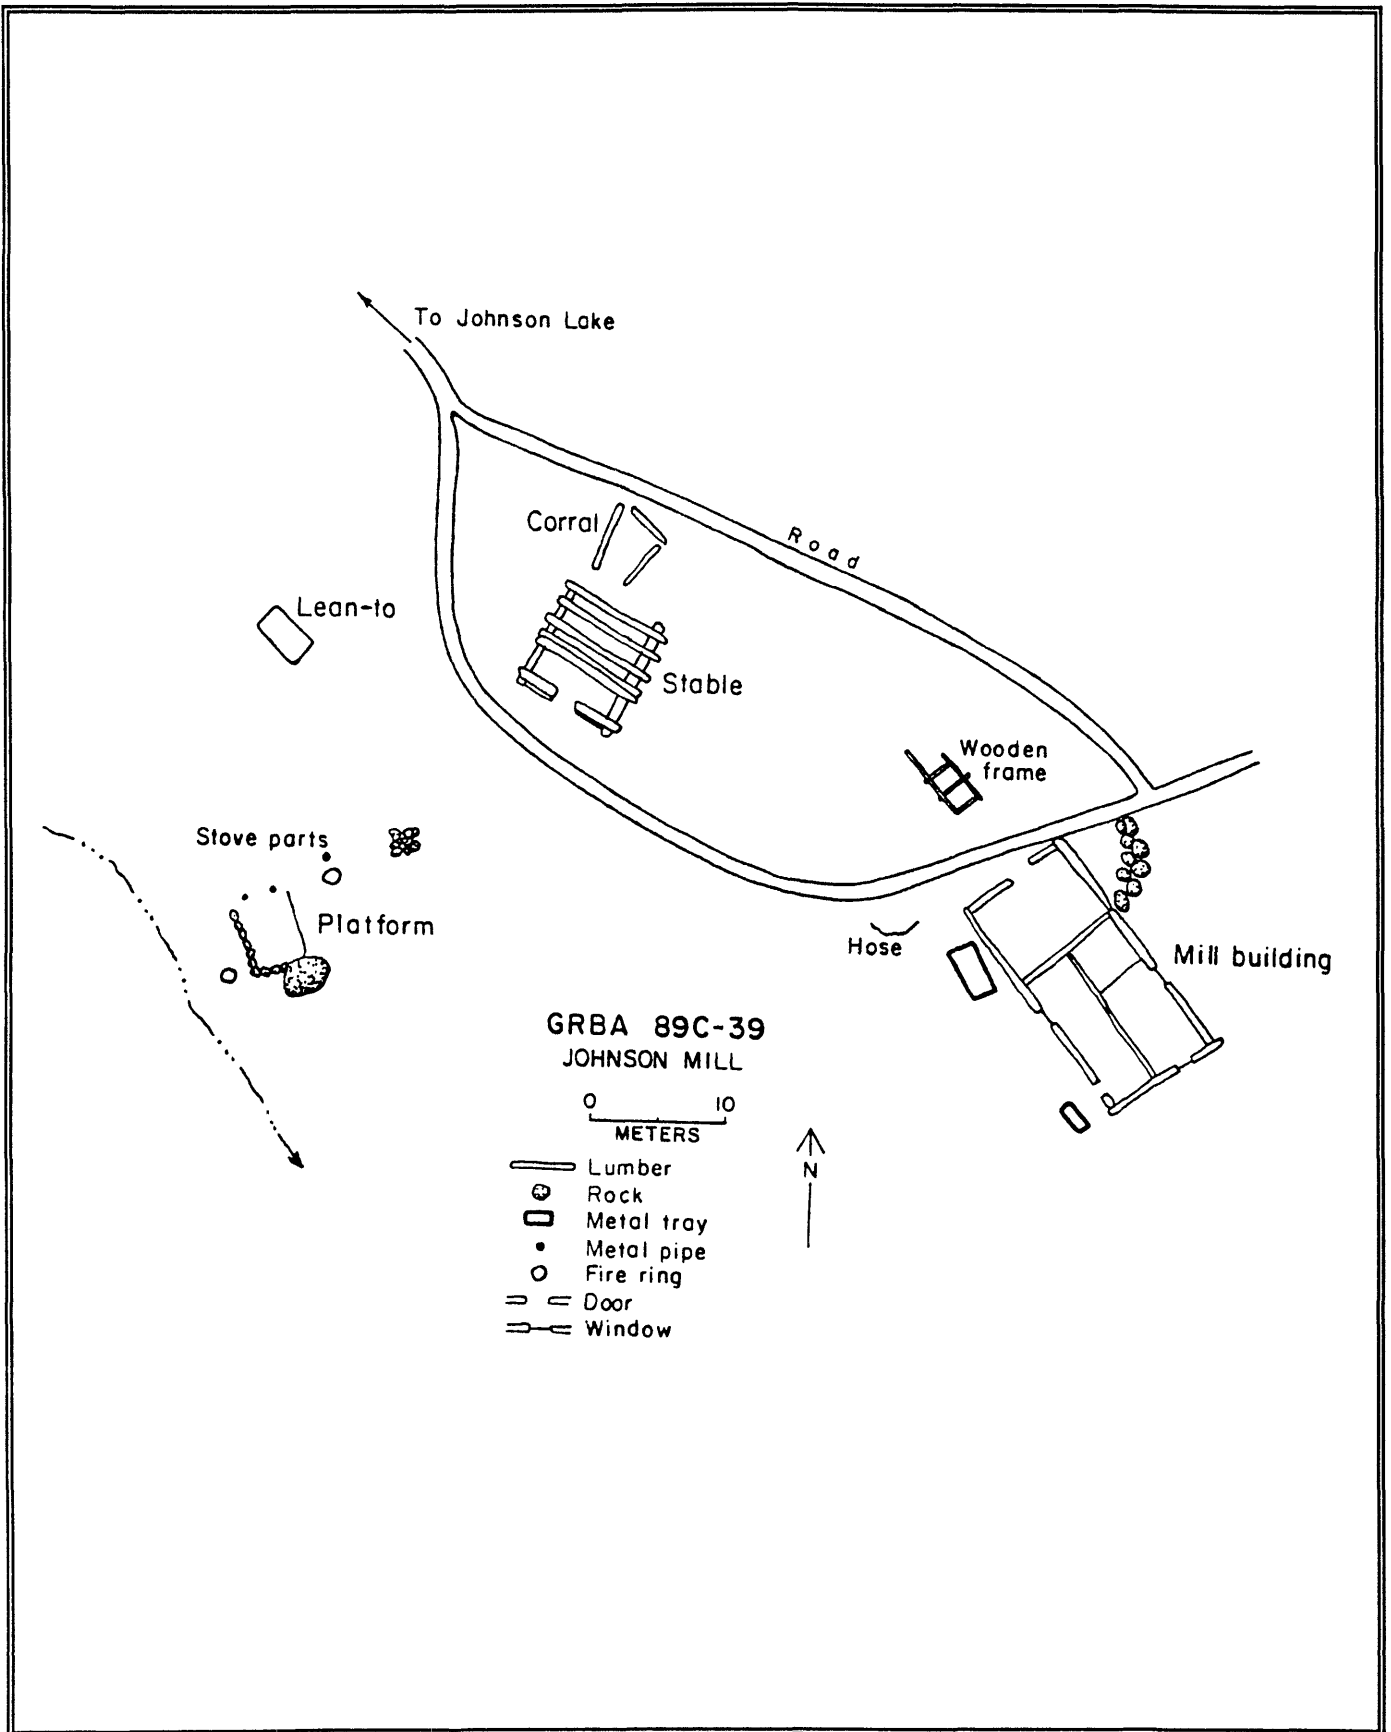 To Johnson Lake
Corral
Road
Lean-to
Stable
Wooden
frame
Stove parts
Platform
Hose
Mill building
GRBA 89C-39
JOHNSON MILL
0 10
METERS
N
Lumber
Rock
Metal tray
Metal pipe
Fire ring
Door
Window